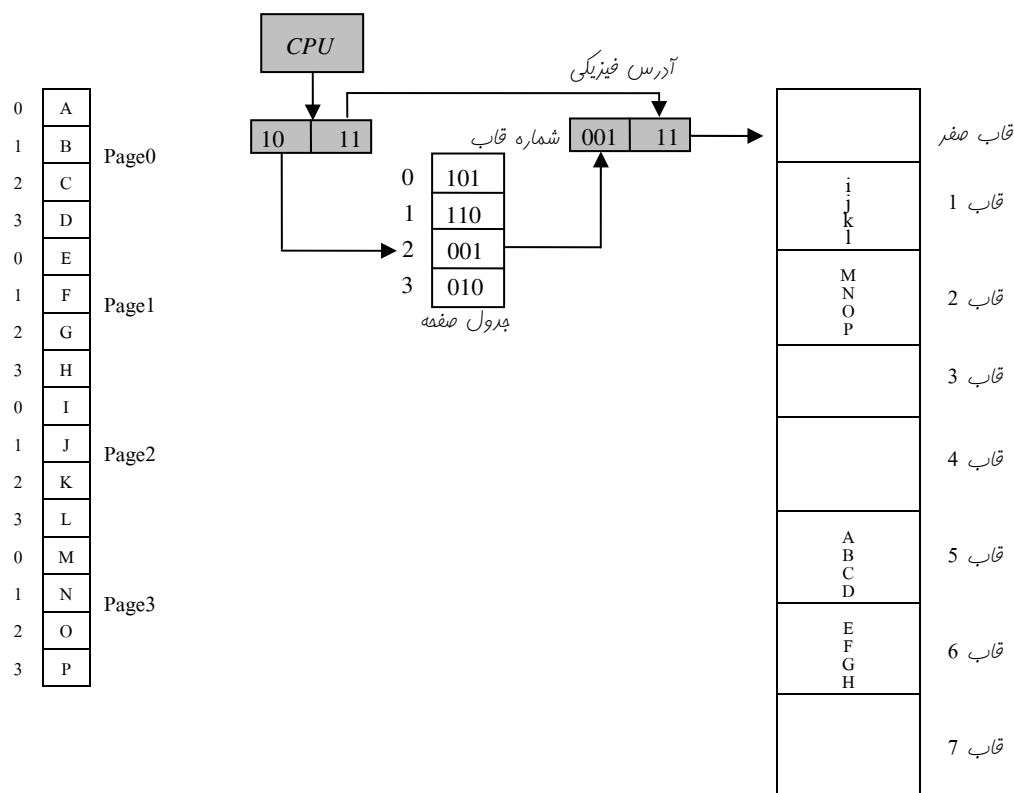 CPU
آدرس فیزیکی
10 11
شماره قاب
001 11
0 A
1 B
2 C
3 D
Page0
0 E
1 F
2 G
3 H
Page1
0 I
1 J
2 K
3 L
Page2
0 M
1 N
2 O
3 P
Page3
0 101
1 110
2 001
3 010
جدول صفحه
قاب صفر
i
j
k
l
قاب 1
M
N
O
P
قاب 2
قاب 3
قاب 4
A
B
C
D
قاب 5
E
F
G
H
قاب 6
قاب 7